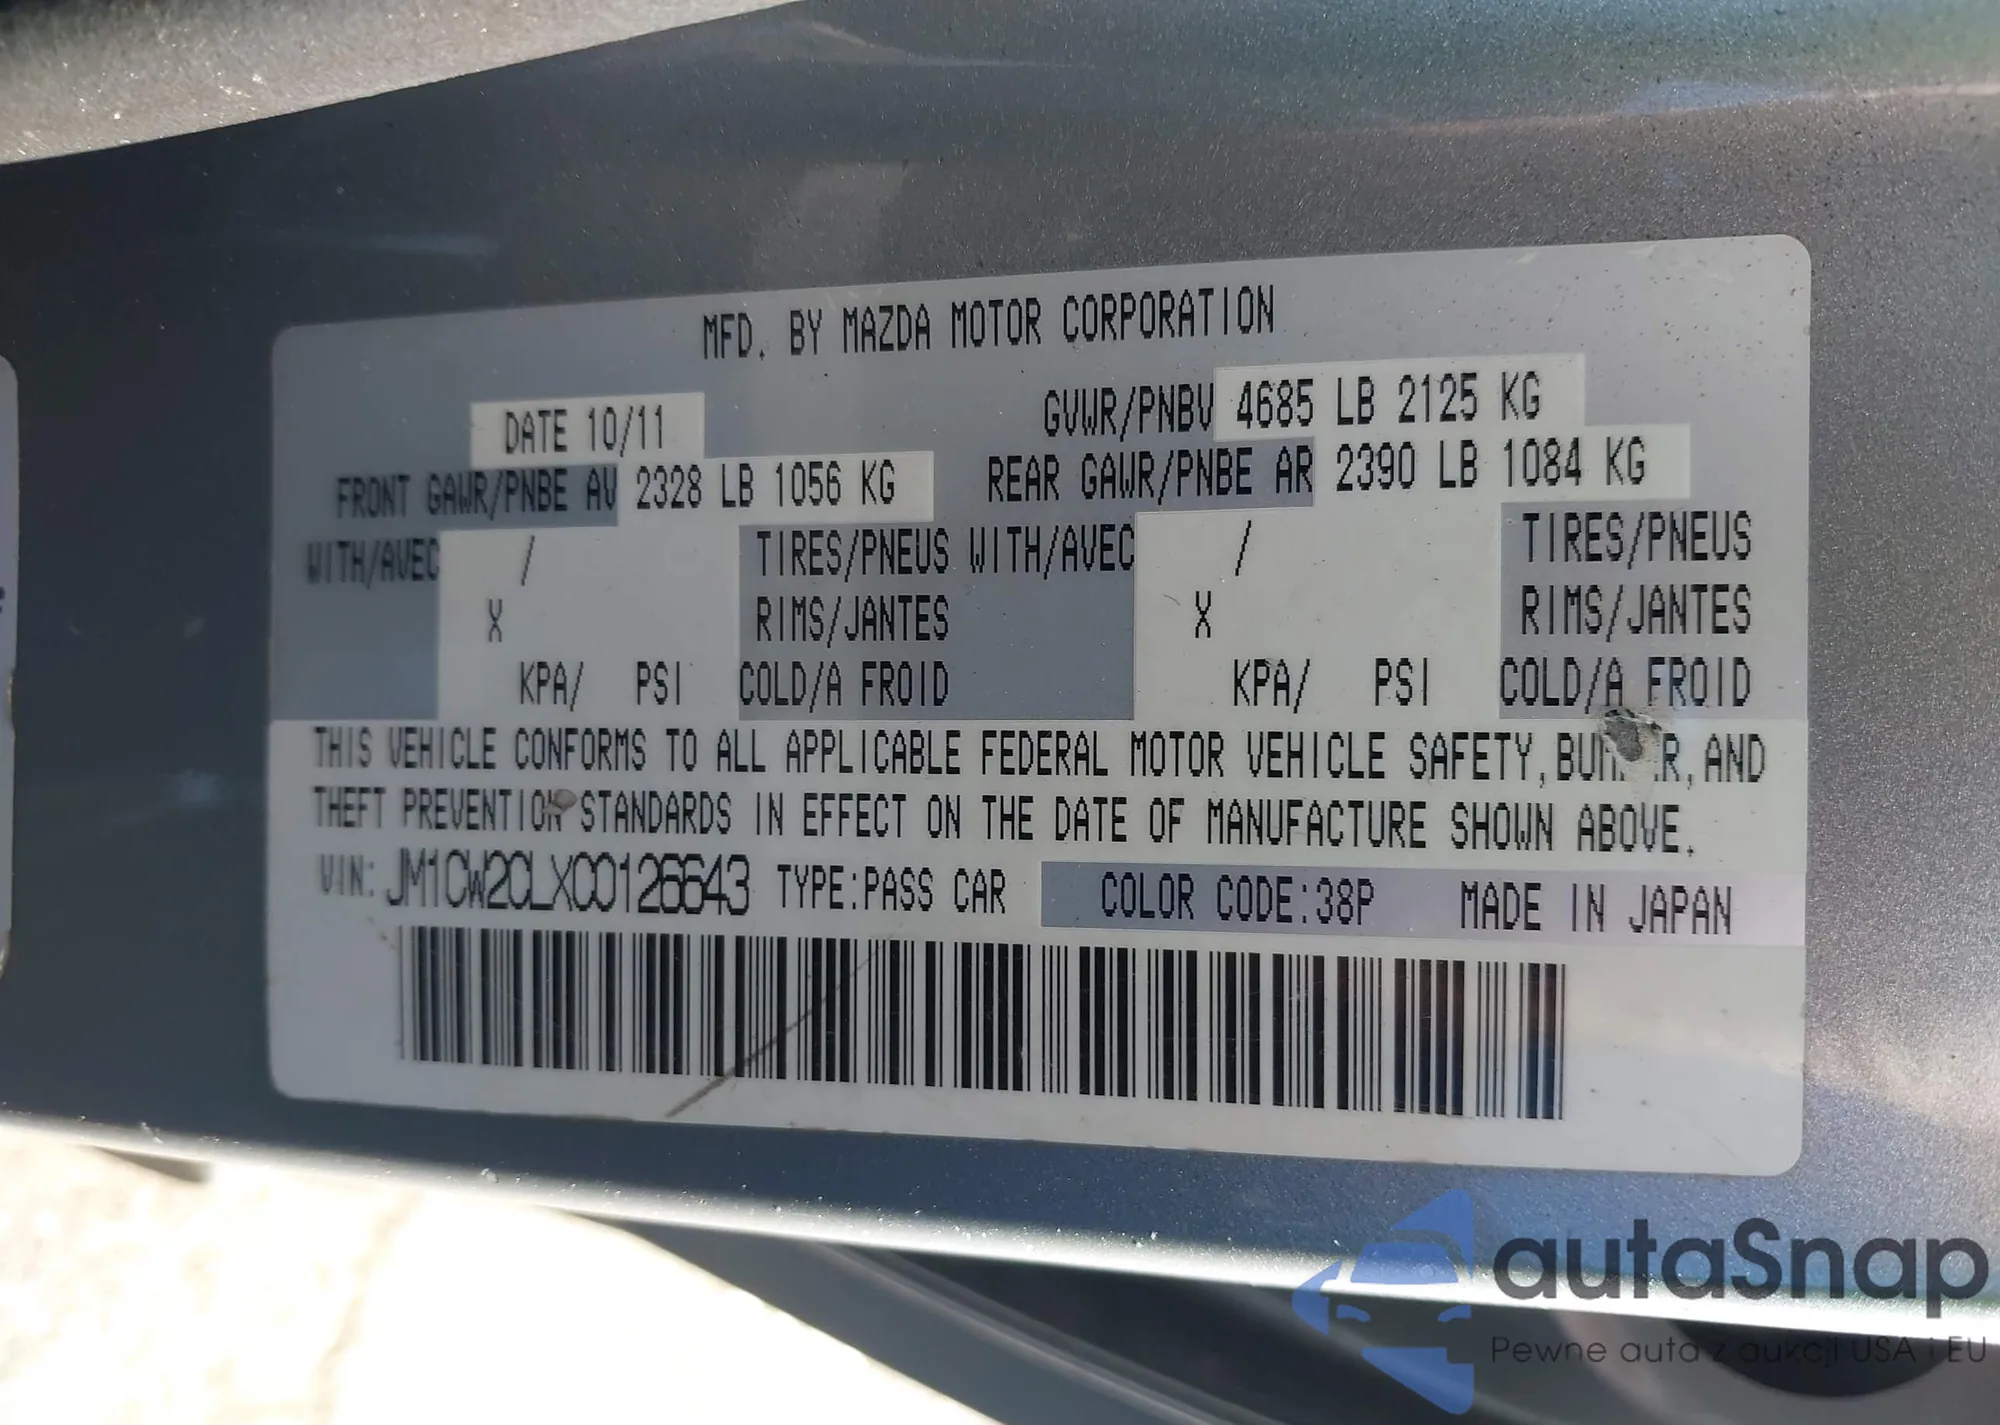 MFD. BY MAZDA MOTOR CORPORATION
DATE 10/11 GVWR/PNBV 4685 LB 2125 KG
FRONT GAWR/PNBE AV 2328 LB 1056 KG REAR GAWR/PNBE AR 2390 LB 1084 KG
WITH/AVEC / TIRES/PNEUS WITH/AVEC / TIRES/PNEUS
X RIMS/JANTES X RIMS/JANTES
KPA/ PSI COLD/A FROID KPA/ PSI COLD/A FROID
THIS VEHICLE CONFORMS TO ALL APPLICABLE FEDERAL MOTOR VEHICLE SAFETY, AND
THEFT PREVENTION STANDARDS IN EFFECT ON THE DATE OF MANUFACTURE SHOWN ABOVE.
VIN: JM1CW2CLXC0126643 TYPE:PASS CAR COLOR CODE:38P MADE IN JAPAN
autaSnap
Pewne auta z aukcji USA i EU